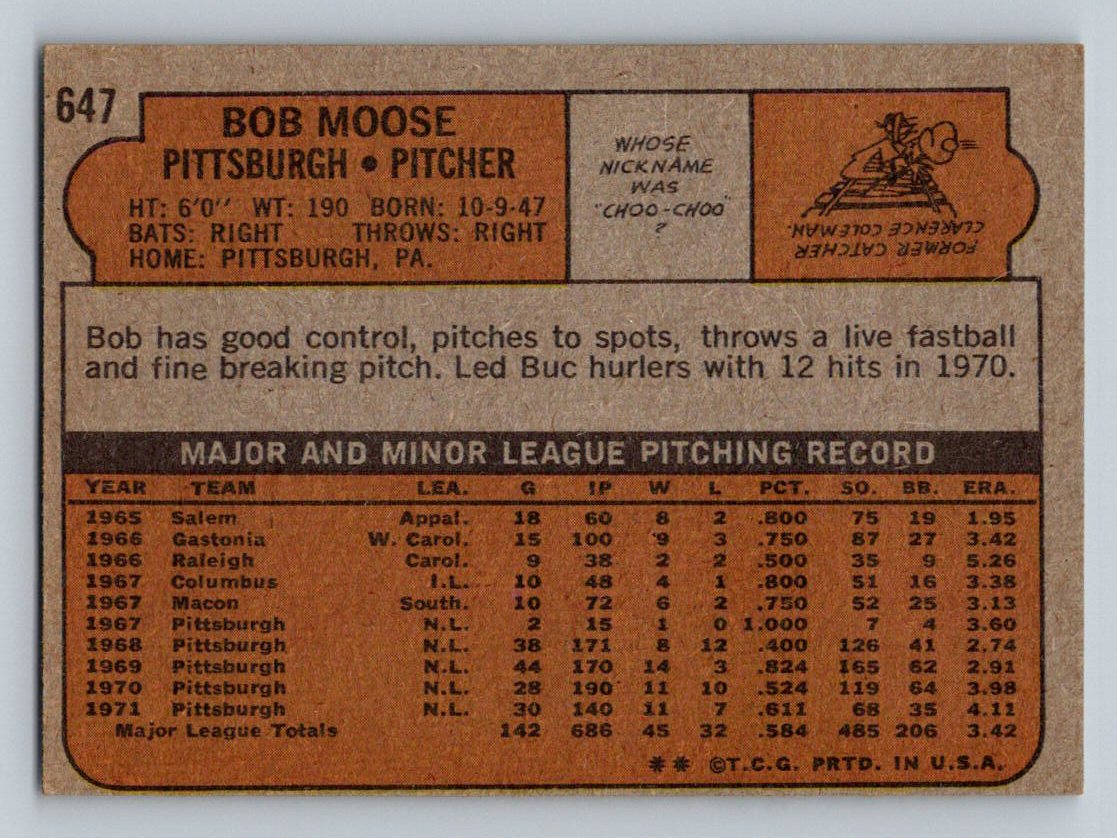 647
BOB MOOSE
PITTSBURGH • PITCHER
HT: 6'0" WT: 190 BORN: 10-9-47
BATS: RIGHT THROWS: RIGHT
HOME: PITTSBURGH, PA.
WHOSE
NICKNAME
WAS
"CHOO-CHOO"
?
FORMER CATCHER
CLARENCE COLEMAN.
Bob has good control, pitches to spots, throws a live fastball
and fine breaking pitch. Led Buc hurlers with 12 hits in 1970.
MAJOR AND MINOR LEAGUE PITCHING RECORD
YEAR TEAM LEA. G IP W L PCT. SO. BB. ERA.
1965 Salem Appal. 18 60 8 2 .800 75 19 1.95
1966 Gastonia W. Carol. 15 100 9 3 .750 87 27 3.42
1966 Raleigh Carol. 9 38 2 2 .500 35 9 5.26
1967 Columbus I.L. 10 48 4 1 .800 51 16 3.38
1967 Macon South. 10 72 6 2 .750 52 25 3.13
1967 Pittsburgh N.L. 2 15 1 0 1.000 7 4 3.60
1968 Pittsburgh N.L. 38 171 8 12 .400 126 41 2.74
1969 Pittsburgh N.L. 44 170 14 3 .824 165 62 2.91
1970 Pittsburgh N.L. 28 190 11 10 .524 119 64 3.98
1971 Pittsburgh N.L. 30 140 11 7 .611 68 35 4.11
Major League Totals 142 686 45 32 .584 485 206 3.42
** ©T.C.G. PRTD. IN U.S.A.